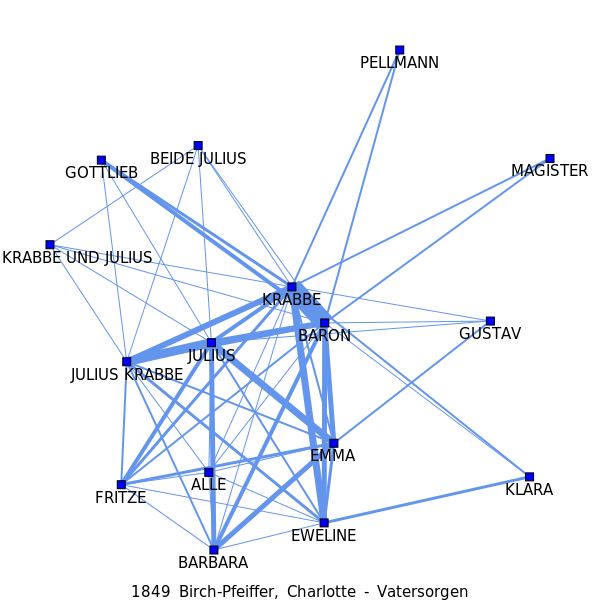 PELLMANN
BEIDE JULIUS
GOTTLIEB
MAGISTER
KRABBE UND JULIUS
KRABBE
BARON
GUSTAV
JULIUS
JULIUS KRABBE
EMMA
ALLE
KLARA
FRITZE
EWELINE
BARBARA
1849 Birch-Pfeiffer, Charlotte - Vatersorgen